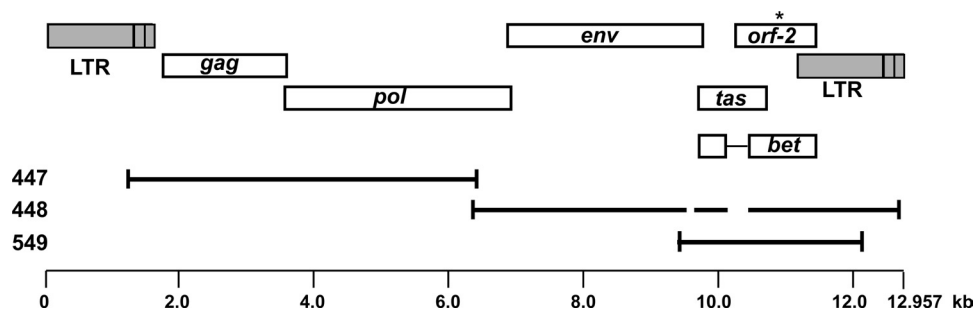 *
env orf-2
LTR gag LTR
pol tas
bet
447
448
549
0 2.0 4.0 6.0 8.0 10.0 12.0 12.957 kb